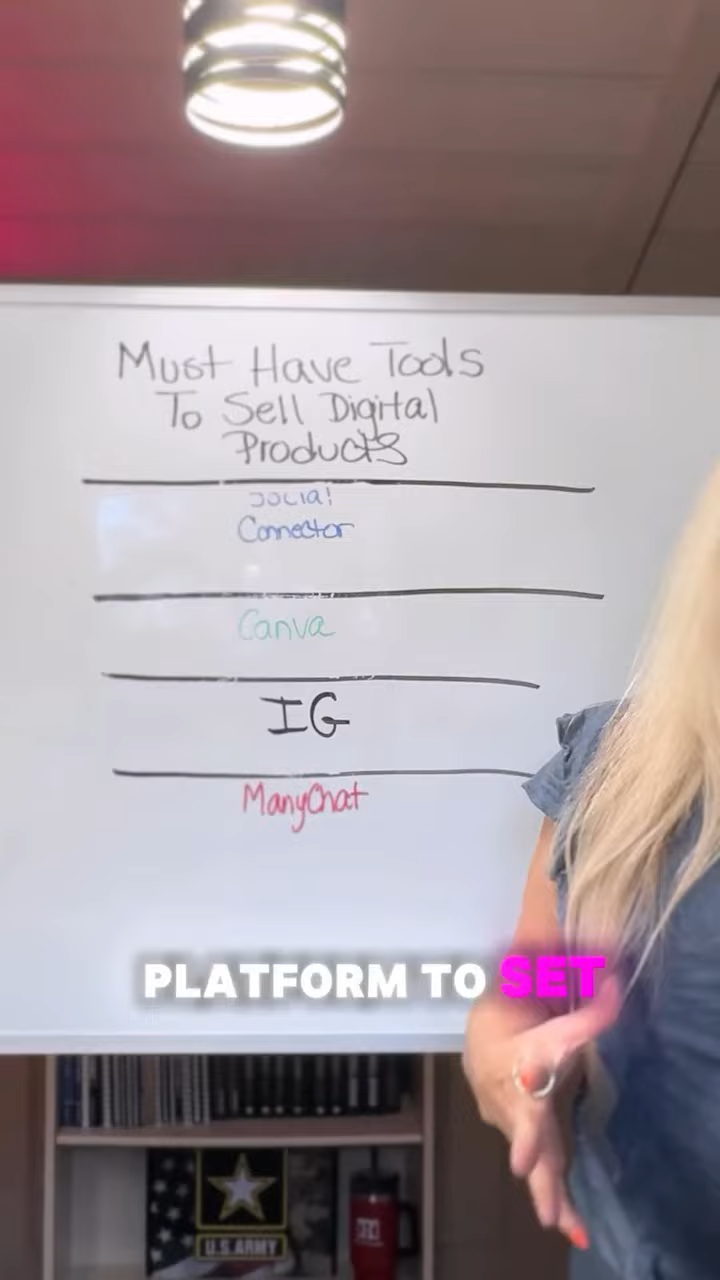 Must Have Tools
To Sell Digital
Products
Social
Connector
Canva
IG
ManyChat
PLATFORM TO SET
U.S. ARMY